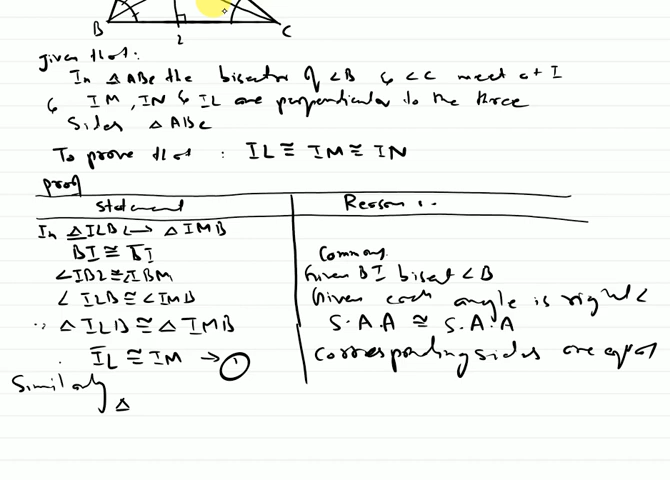 B 2 C
given that:
In △ABC the bisector of ∠B & ∠C meet at I
& IM, IN & IL are perpendicular to the three
Sides △ABC
To prove that : IL ≅ IM ≅ IN
proof
Statement Reason :-
In △ILB ↔ △IMB
BI ≅ BI Common
∠IBL ≅ ∠IBM Given BI bisect ∠B
∠ILB ≅ ∠IMB Given each angle is right ∠
∴ △ILB ≅ △IMB S.A.A ≅ S.A.A
∴ IL ≅ IM → ① corresponding sides are equal
Similarly
△